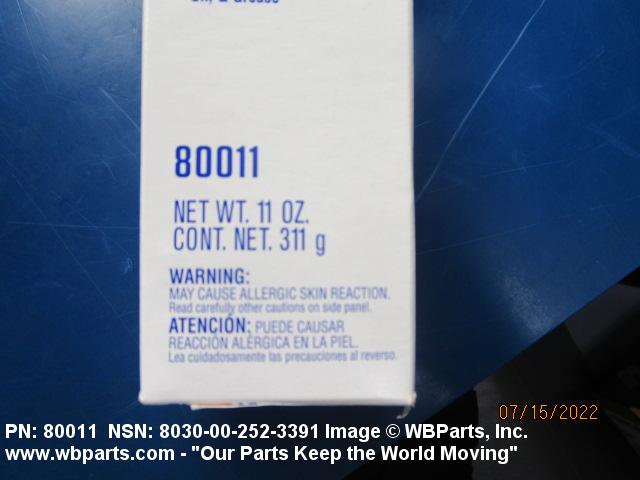 80011
NET WT. 11 OZ.
CONT. NET. 311 g
WARNING:
MAY CAUSE ALLERGIC SKIN REACTION.
Read carefully other cautions on side panel.
ATENCIÓN: PUEDE CAUSAR
REACCIÓN ALÉRGICA EN LA PIEL.
Lea cuidadosamente las precauciones al reverso.
07/15/2022
PN: 80011 NSN: 8030-00-252-3391 Image © WBParts, Inc.
www.wbparts.com - "Our Parts Keep the World Moving"